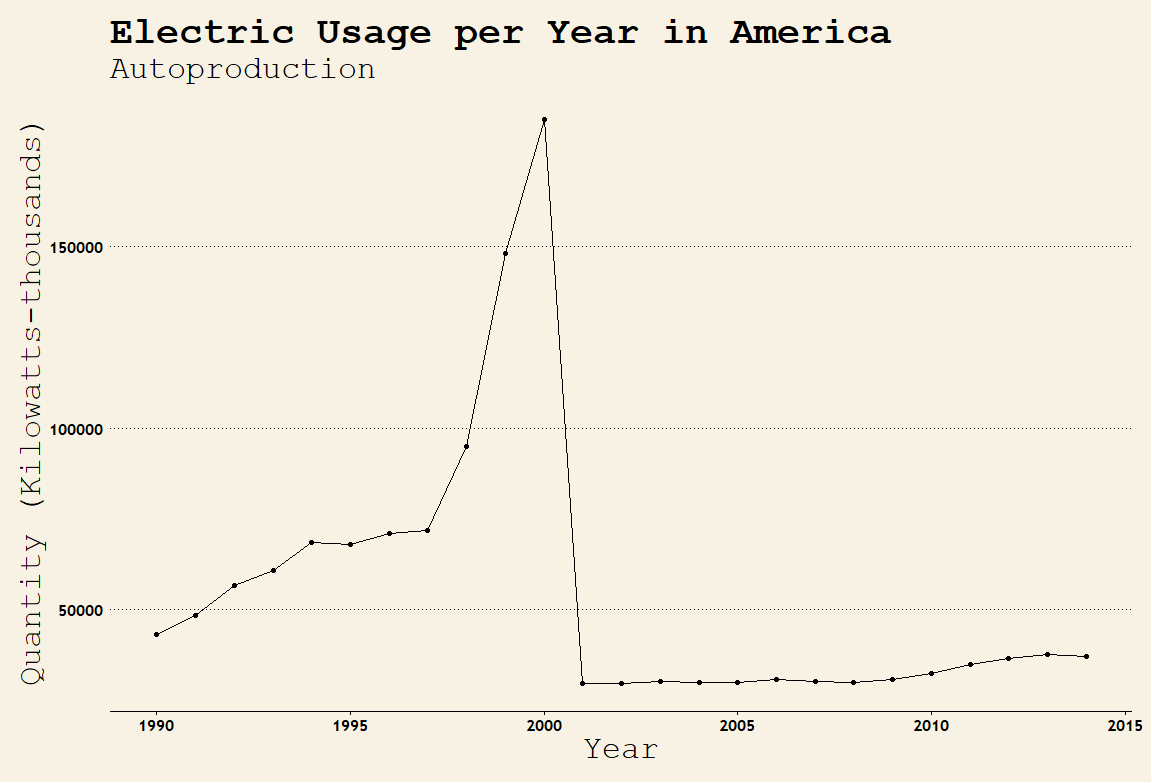 Electric Usage per Year in America
Autoproduction
Quantity (Kilowatts-thousands)
150000
100000
50000
1990 1995 2000 2005 2010 2015
Year